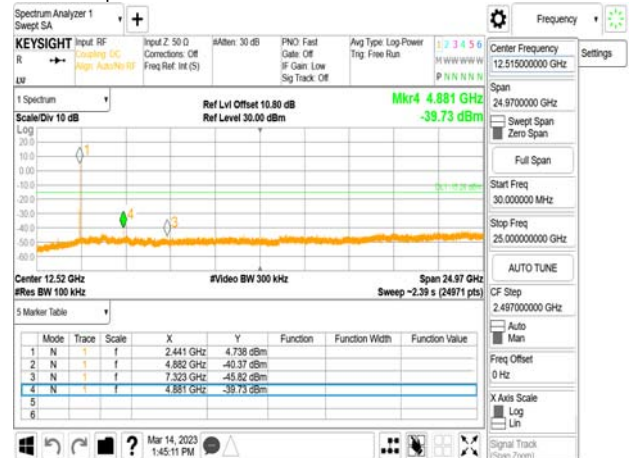 Spectrum Analyzer 1
Swept SA
Frequency
KEYSIGHT
R
LXI
Input: RF
Coupling: DC
Align: Auto/No RF
Input Z: 50 Ω
Corrections: Off
Freq Ref: Int (S)
#Atten: 30 dB
PNO: Fast
Gate: Off
IF Gain: Low
Sig Track: Off
Avg Type: Log-Power
Trig: Free Run
1 2 3 4 5 6
M W W W W W
P N N N N N
1 Spectrum
Scale/Div 10 dB
Ref Lvl Offset 10.80 dB
Ref Level 30.00 dBm
Mkr4 4.881 GHz
-39.73 dBm
Log
20.0
10.0
0.00
-10.0
-20.0
-30.0
-40.0
-50.0
-60.0
1
4
3
Center 12.52 GHz
#Res BW 100 kHz
#Video BW 300 kHz
Span 24.97 GHz
Sweep ~2.39 s (24971 pts)
5 Marker Table
Mode Trace Scale X Y Function Function Width Function Value
1 N 1 f 2.441 GHz 4.738 dBm
2 N 1 f 4.882 GHz -40.37 dBm
3 N 1 f 7.323 GHz -45.82 dBm
4 N 1 f 4.881 GHz -39.73 dBm
5
6
?
Mar 14, 2023
1:45:11 PM
Center Frequency
12.515000000 GHz
Settings
Span
24.9700000 GHz
Swept Span
Zero Span
Full Span
Start Freq
30.000000 MHz
Stop Freq
25.000000000 GHz
AUTO TUNE
CF Step
2.497000000 GHz
Auto
Man
Freq Offset
0 Hz
X Axis Scale
Log
Lin
Signal Track
(Span Zoom)